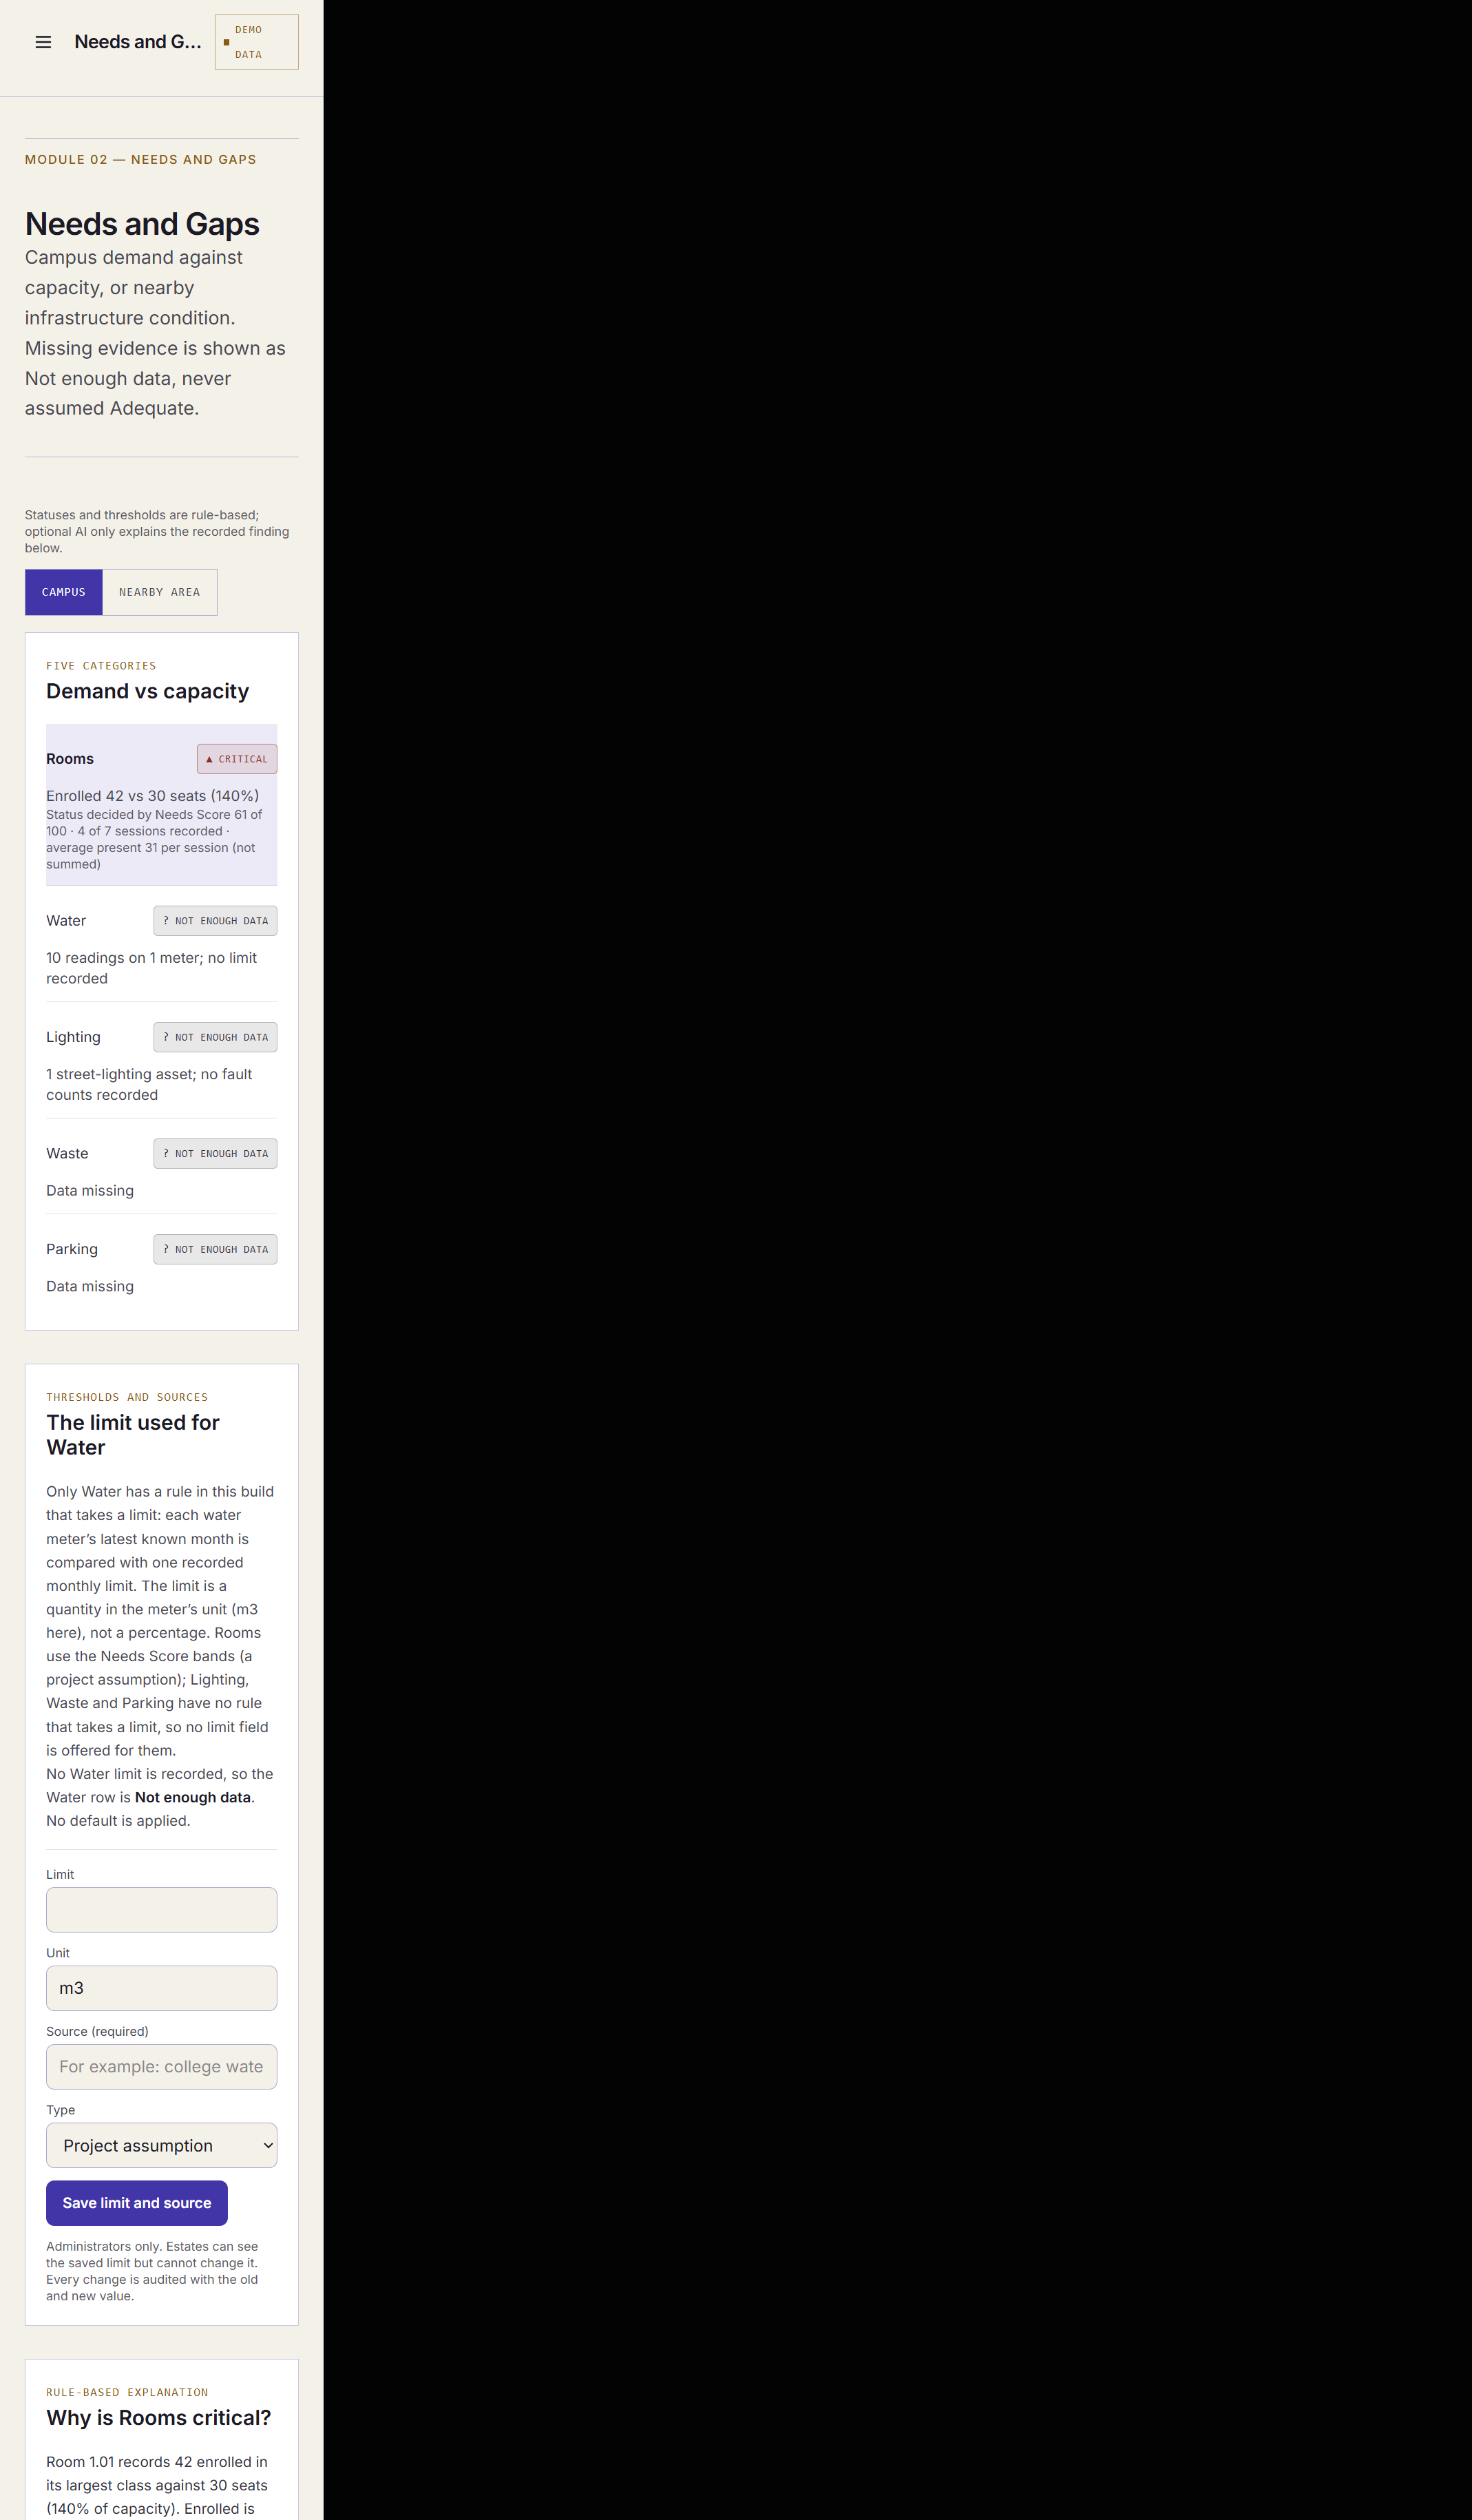 Needs and G…
DEMO
DATA
MODULE 02 — NEEDS AND GAPS
Needs and Gaps
Campus demand against
capacity, or nearby
infrastructure condition.
Missing evidence is shown as
Not enough data, never
assumed Adequate.
Statuses and thresholds are rule-based;
optional AI only explains the recorded finding
below.
CAMPUS
NEARBY AREA
FIVE CATEGORIES
Demand vs capacity
Rooms
▲ CRITICAL
Enrolled 42 vs 30 seats (140%)
Status decided by Needs Score 61 of
100 · 4 of 7 sessions recorded ·
average present 31 per session (not
summed)
Water
? NOT ENOUGH DATA
10 readings on 1 meter; no limit
recorded
Lighting
? NOT ENOUGH DATA
1 street-lighting asset; no fault
counts recorded
Waste
? NOT ENOUGH DATA
Data missing
Parking
? NOT ENOUGH DATA
Data missing
THRESHOLDS AND SOURCES
The limit used for
Water
Only Water has a rule in this build
that takes a limit: each water
meter’s latest known month is
compared with one recorded
monthly limit. The limit is a
quantity in the meter’s unit (m3
here), not a percentage. Rooms
use the Needs Score bands (a
project assumption); Lighting,
Waste and Parking have no rule
that takes a limit, so no limit field
is offered for them.
No Water limit is recorded, so the
Water row is Not enough data.
No default is applied.
Limit
Unit
m3
Source (required)
For example: college wate
Type
Project assumption
Save limit and source
Administrators only. Estates can see
the saved limit but cannot change it.
Every change is audited with the old
and new value.
RULE-BASED EXPLANATION
Why is Rooms critical?
Room 1.01 records 42 enrolled in
its largest class against 30 seats
(140% of capacity). Enrolled is